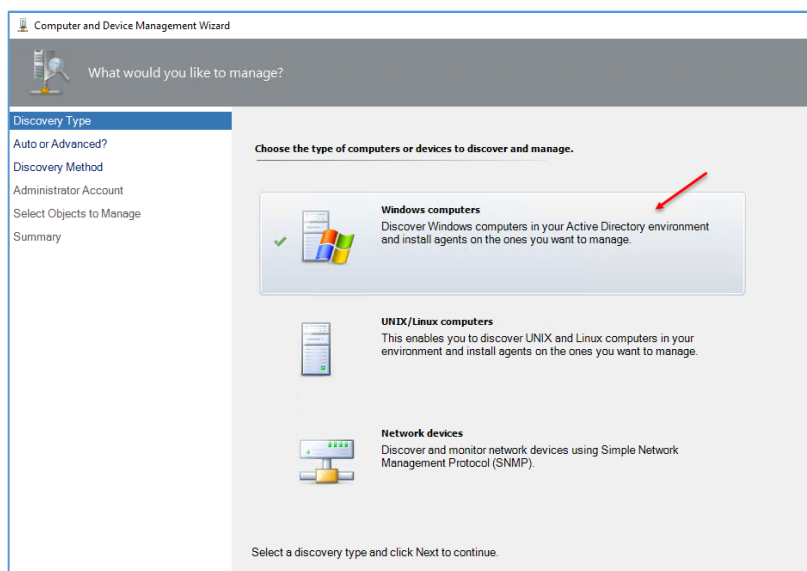 Computer and Device Management Wizard
What would you like to manage?
Discovery Type
Auto or Advanced?
Discovery Method
Administrator Account
Select Objects to Manage
Summary
Choose the type of computers or devices to discover and manage.
Windows computers
Discover Windows computers in your Active Directory environment
and install agents on the ones you want to manage.
UNIX/Linux computers
This enables you to discover UNIX and Linux computers in your
environment and install agents on the ones you want to manage.
Network devices
Discover and monitor network devices using Simple Network
Management Protocol (SNMP).
Select a discovery type and click Next to continue.